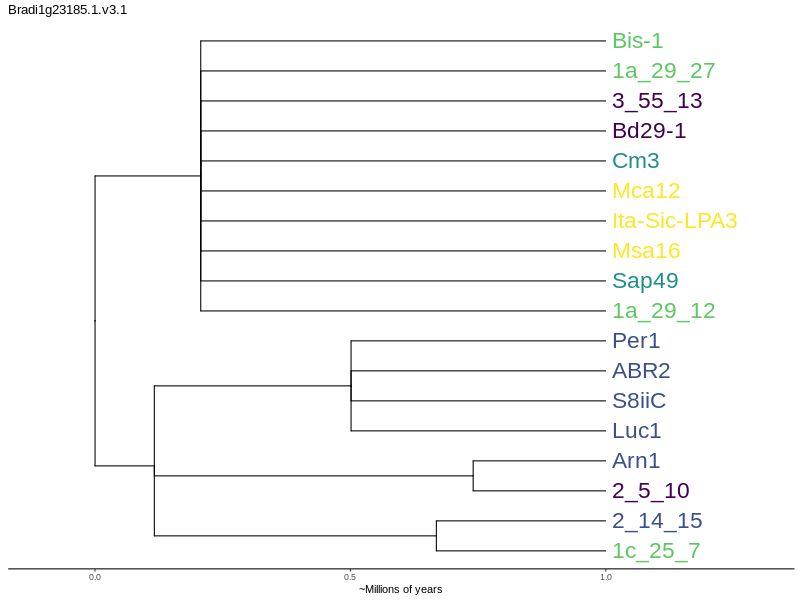 Bradi1g23185.1.v3.1
Bis-1
1a_29_27
3_55_13
Bd29-1
Cm3
Mca12
Ita-Sic-LPA3
Msa16
Sap49
1a_29_12
Per1
ABR2
S8iiC
Luc1
Arn1
2_5_10
2_14_15
1c_25_7
0.0 0.5 1.0
~Millions of years